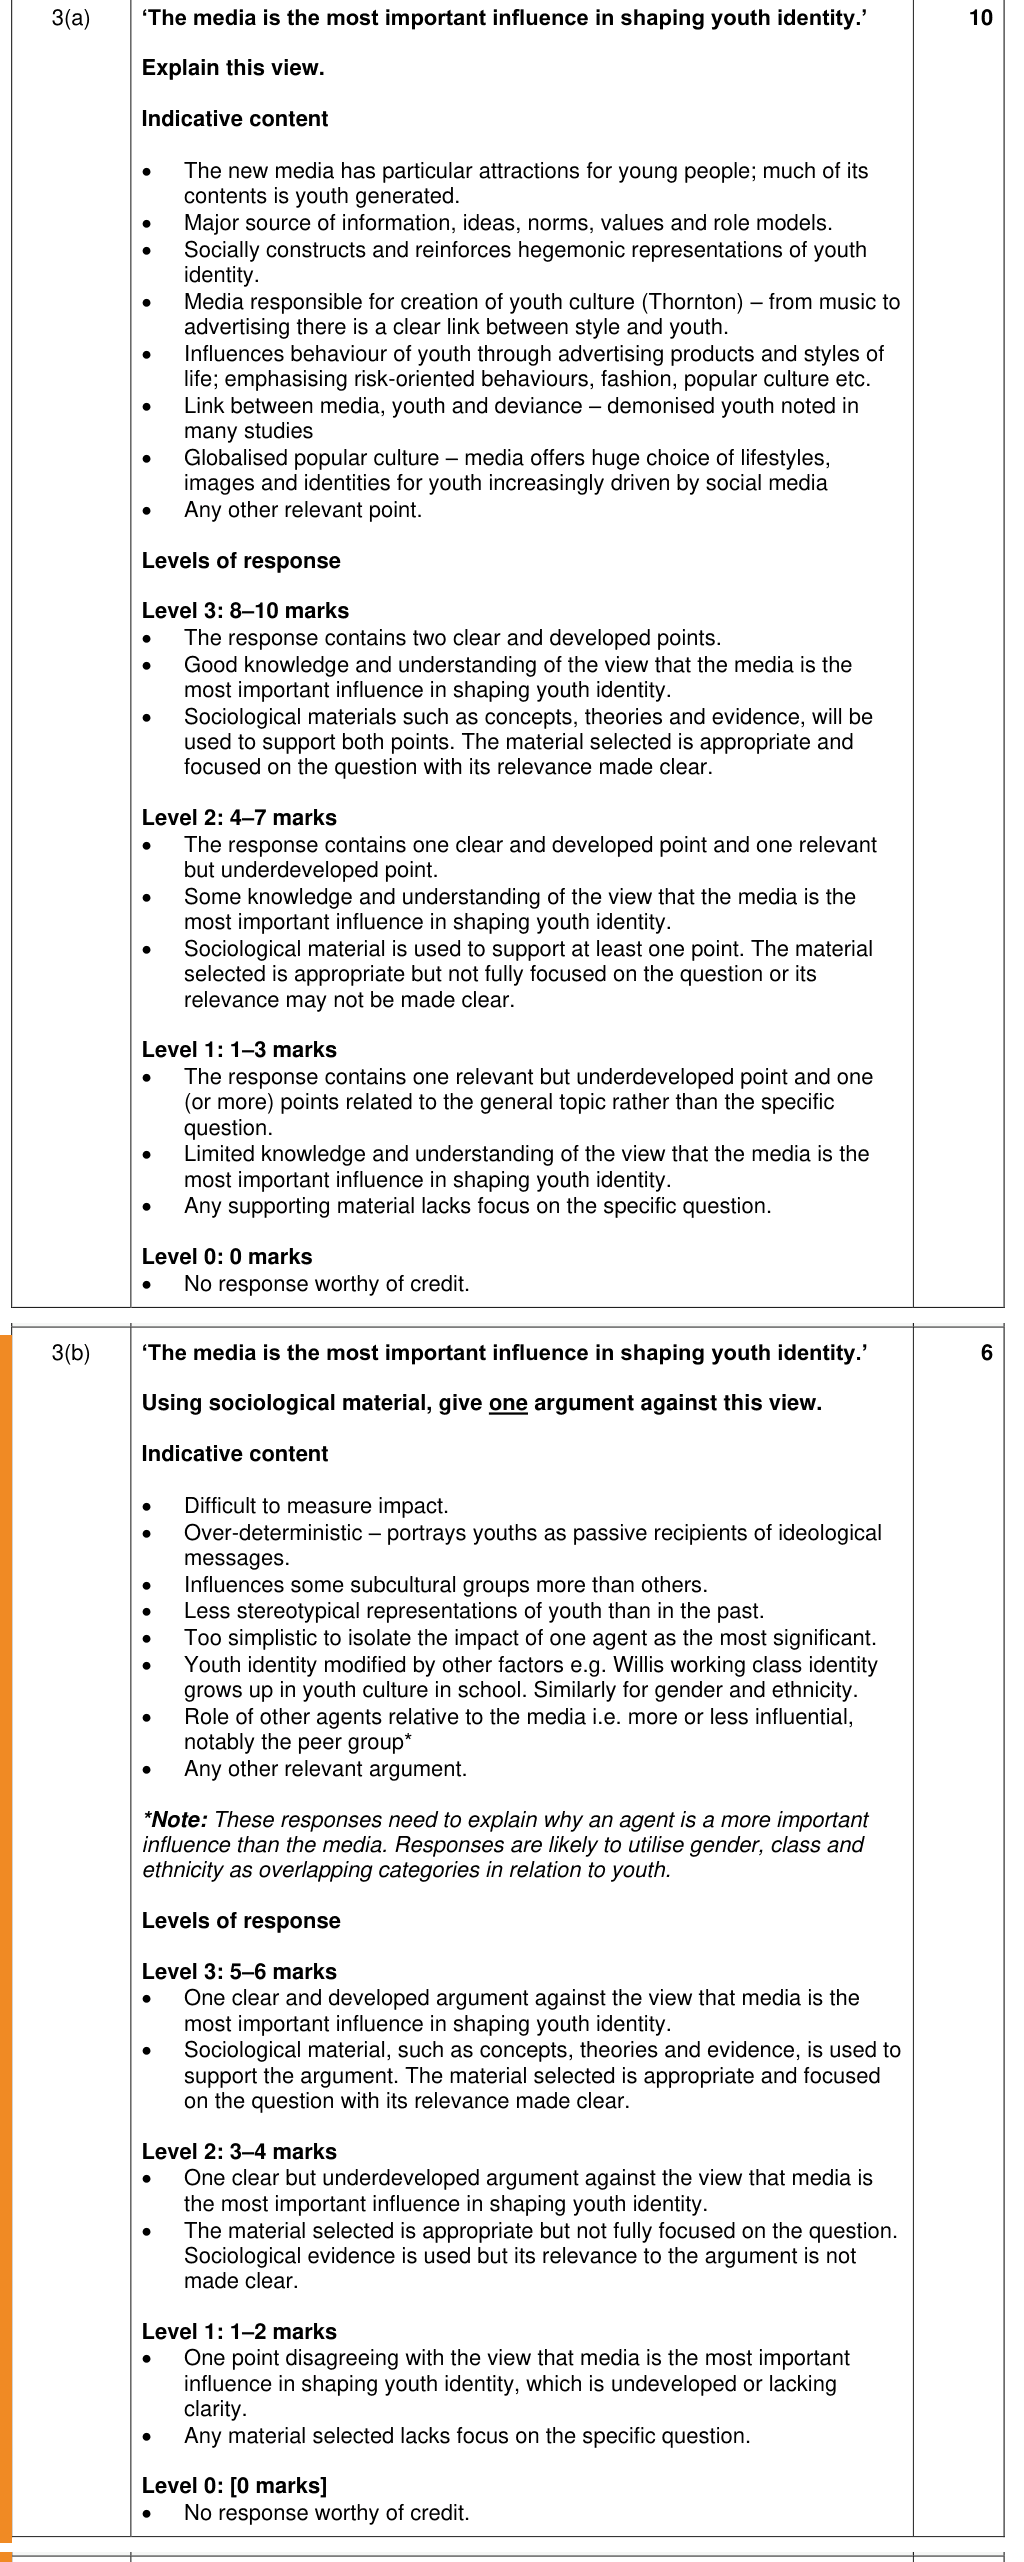 3(a) ‘The media is the most important influence in shaping youth identity.’ 10
Explain this view.
Indicative content
• The new media has particular attractions for young people; much of its
contents is youth generated.
• Major source of information, ideas, norms, values and role models.
• Socially constructs and reinforces hegemonic representations of youth
identity.
• Media responsible for creation of youth culture (Thornton) – from music to
advertising there is a clear link between style and youth.
• Influences behaviour of youth through advertising products and styles of
life; emphasising risk-oriented behaviours, fashion, popular culture etc.
• Link between media, youth and deviance – demonised youth noted in
many studies
• Globalised popular culture – media offers huge choice of lifestyles,
images and identities for youth increasingly driven by social media
• Any other relevant point.
Levels of response
Level 3: 8–10 marks
• The response contains two clear and developed points.
• Good knowledge and understanding of the view that the media is the
most important influence in shaping youth identity.
• Sociological materials such as concepts, theories and evidence, will be
used to support both points. The material selected is appropriate and
focused on the question with its relevance made clear.
Level 2: 4–7 marks
• The response contains one clear and developed point and one relevant
but underdeveloped point.
• Some knowledge and understanding of the view that the media is the
most important influence in shaping youth identity.
• Sociological material is used to support at least one point. The material
selected is appropriate but not fully focused on the question or its
relevance may not be made clear.
Level 1: 1–3 marks
• The response contains one relevant but underdeveloped point and one
(or more) points related to the general topic rather than the specific
question.
• Limited knowledge and understanding of the view that the media is the
most important influence in shaping youth identity.
• Any supporting material lacks focus on the specific question.
Level 0: 0 marks
• No response worthy of credit.
3(b) ‘The media is the most important influence in shaping youth identity.’ 6
Using sociological material, give one argument against this view.
Indicative content
• Difficult to measure impact.
• Over-deterministic – portrays youths as passive recipients of ideological
messages.
• Influences some subcultural groups more than others.
• Less stereotypical representations of youth than in the past.
• Too simplistic to isolate the impact of one agent as the most significant.
• Youth identity modified by other factors e.g. Willis working class identity
grows up in youth culture in school. Similarly for gender and ethnicity.
• Role of other agents relative to the media i.e. more or less influential,
notably the peer group*
• Any other relevant argument.
*Note: These responses need to explain why an agent is a more important
influence than the media. Responses are likely to utilise gender, class and
ethnicity as overlapping categories in relation to youth.
Levels of response
Level 3: 5–6 marks
• One clear and developed argument against the view that media is the
most important influence in shaping youth identity.
• Sociological material, such as concepts, theories and evidence, is used to
support the argument. The material selected is appropriate and focused
on the question with its relevance made clear.
Level 2: 3–4 marks
• One clear but underdeveloped argument against the view that media is
the most important influence in shaping youth identity.
• The material selected is appropriate but not fully focused on the question.
Sociological evidence is used but its relevance to the argument is not
made clear.
Level 1: 1–2 marks
• One point disagreeing with the view that media is the most important
influence in shaping youth identity, which is undeveloped or lacking
clarity.
• Any material selected lacks focus on the specific question.
Level 0: [0 marks]
• No response worthy of credit.